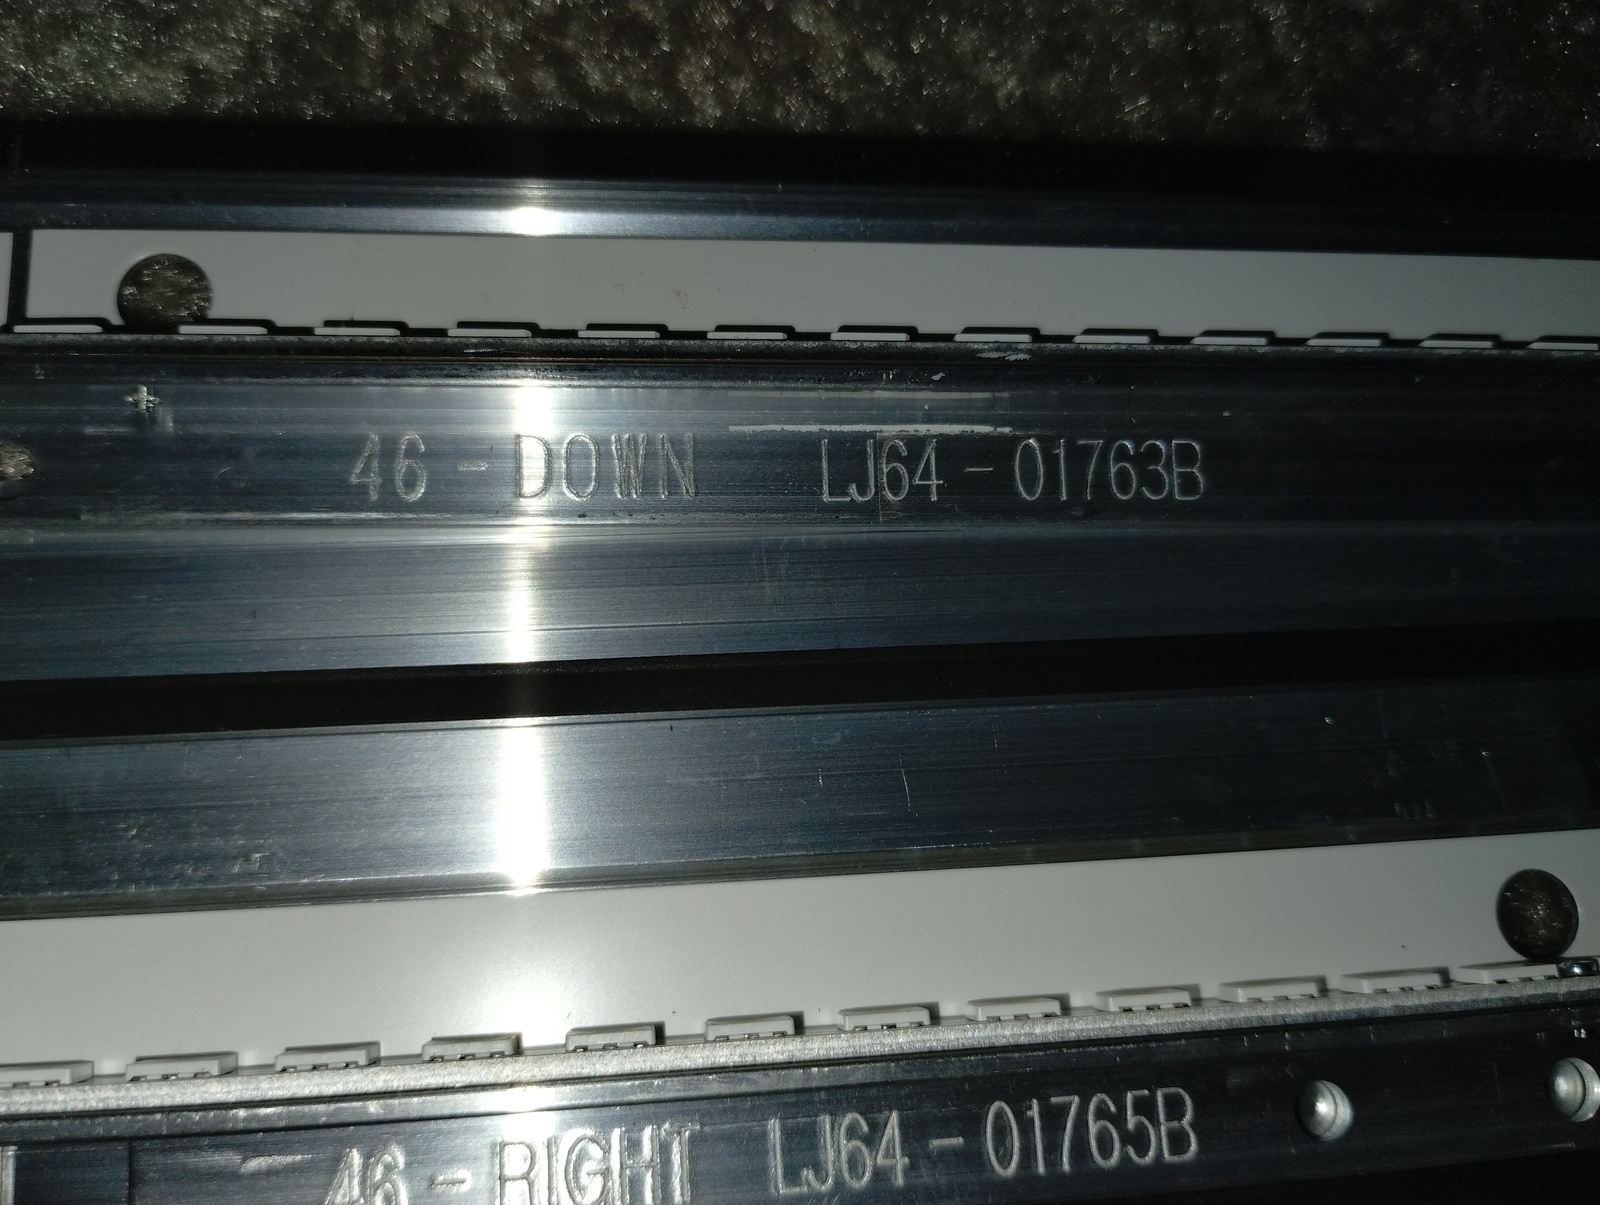 46 - DOWN LJ64 - 01763B
46 - RIGHT LJ64 - 01765B